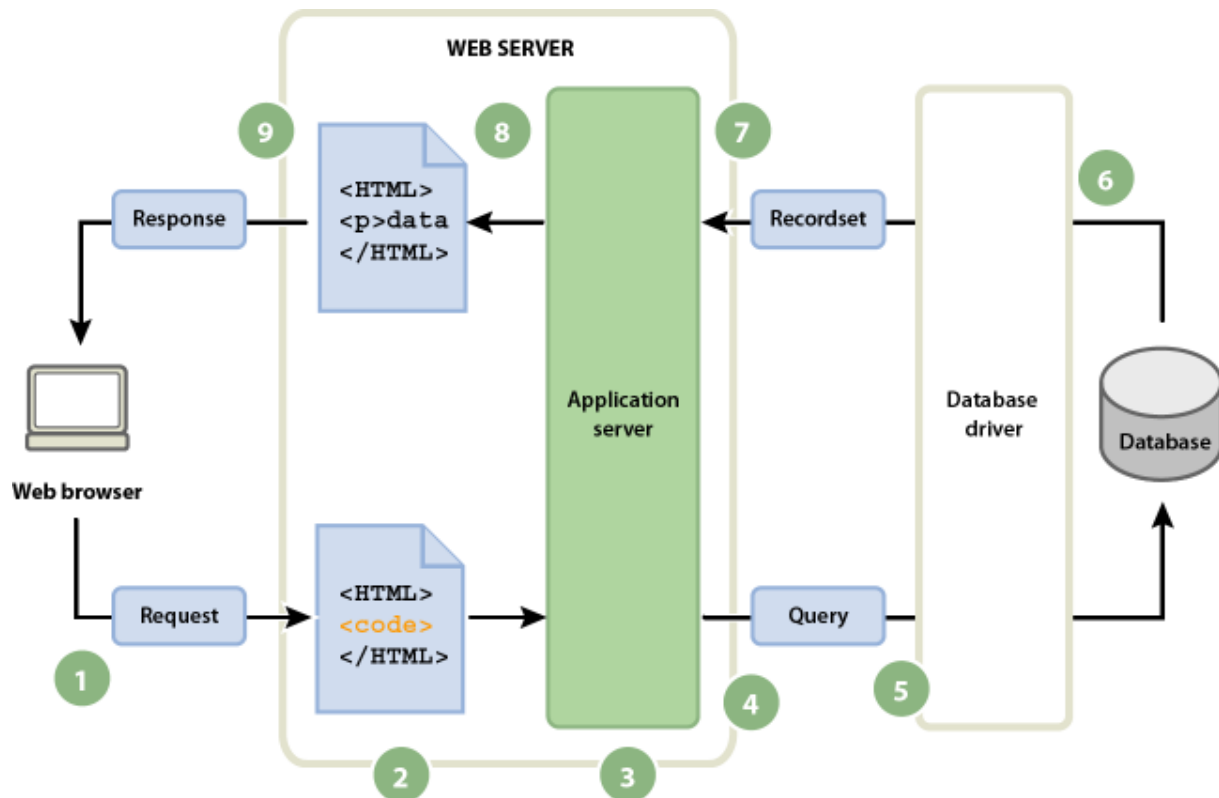 WEB SERVER
9
8
7
6
<HTML>
<p>data
</HTML>
Response
Recordset
Application
server
Database
driver
Database
Web browser
<HTML>
<code>
</HTML>
Request
Query
1
2
3
4
5